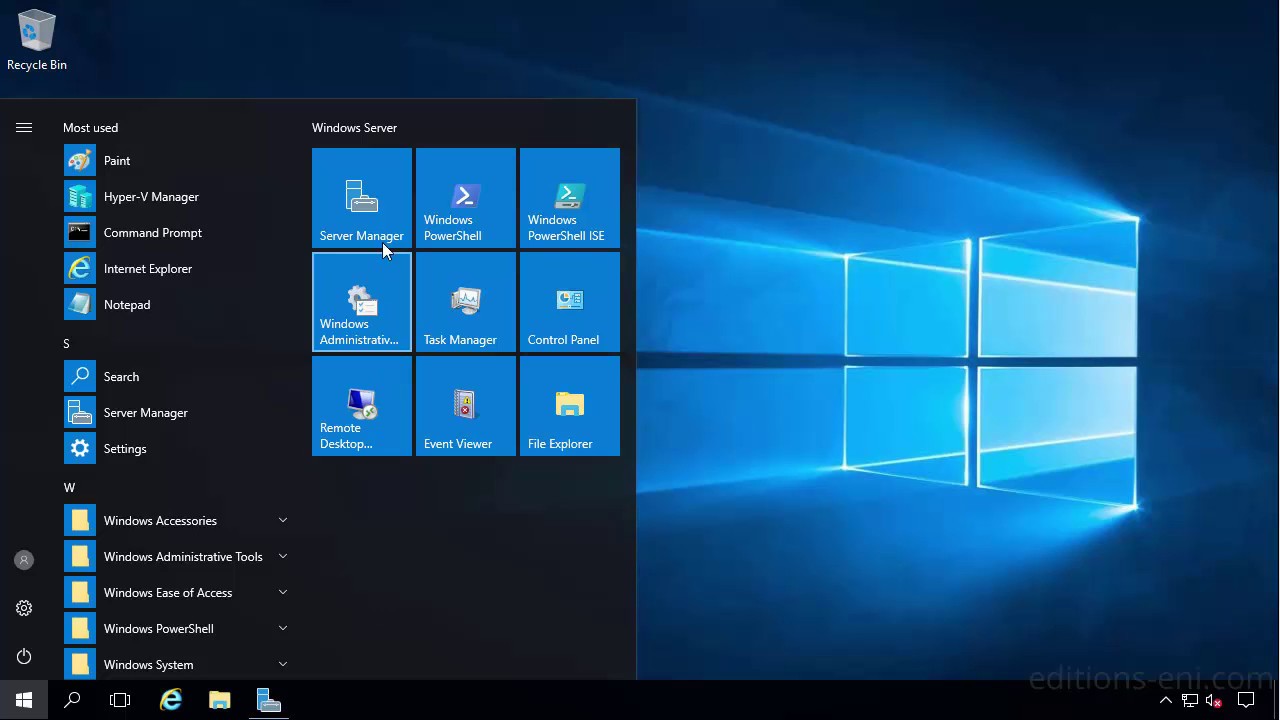 Recycle Bin
Most used
Paint
Hyper-V Manager
Command Prompt
Internet Explorer
Notepad
S
Search
Server Manager
Settings
W
Windows Accessories
Windows Administrative Tools
Windows Ease of Access
Windows PowerShell
Windows System
Windows Server
Server Manager
Windows
PowerShell
Windows
PowerShell ISE
Windows
Administrativ...
Task Manager
Control Panel
Remote
Desktop...
Event Viewer
File Explorer
editions-eni.com